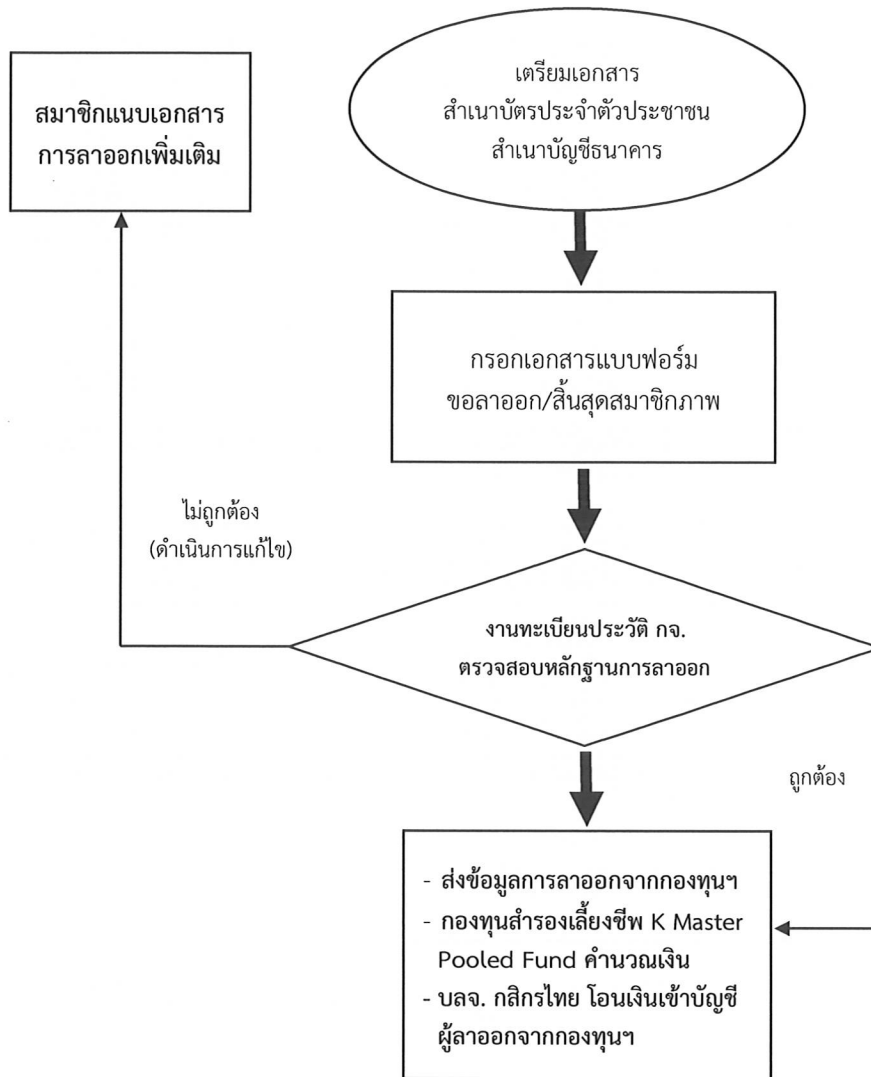 เตรียมเอกสาร
สำเนาบัตรประจำตัวประชาชน
สำเนาบัญชีธนาคาร
สมาชิกแนบเอกสาร
การลาออกเพิ่มเติม
กรอกเอกสารแบบฟอร์ม
ขอลาออก/สิ้นสุดสมาชิกภาพ
ไม่ถูกต้อง
(ดำเนินการแก้ไข)
งานทะเบียนประวัติ กจ.
ตรวจสอบหลักฐานการลาออก
ถูกต้อง
- ส่งข้อมูลการลาออกจากกองทุนฯ
- กองทุนสำรองเลี้ยงชีพ K Master
Pooled Fund คำนวณเงิน
- บลจ. กสิกรไทย โอนเงินเข้าบัญชี
ผู้ลาออกจากกองทุนฯ